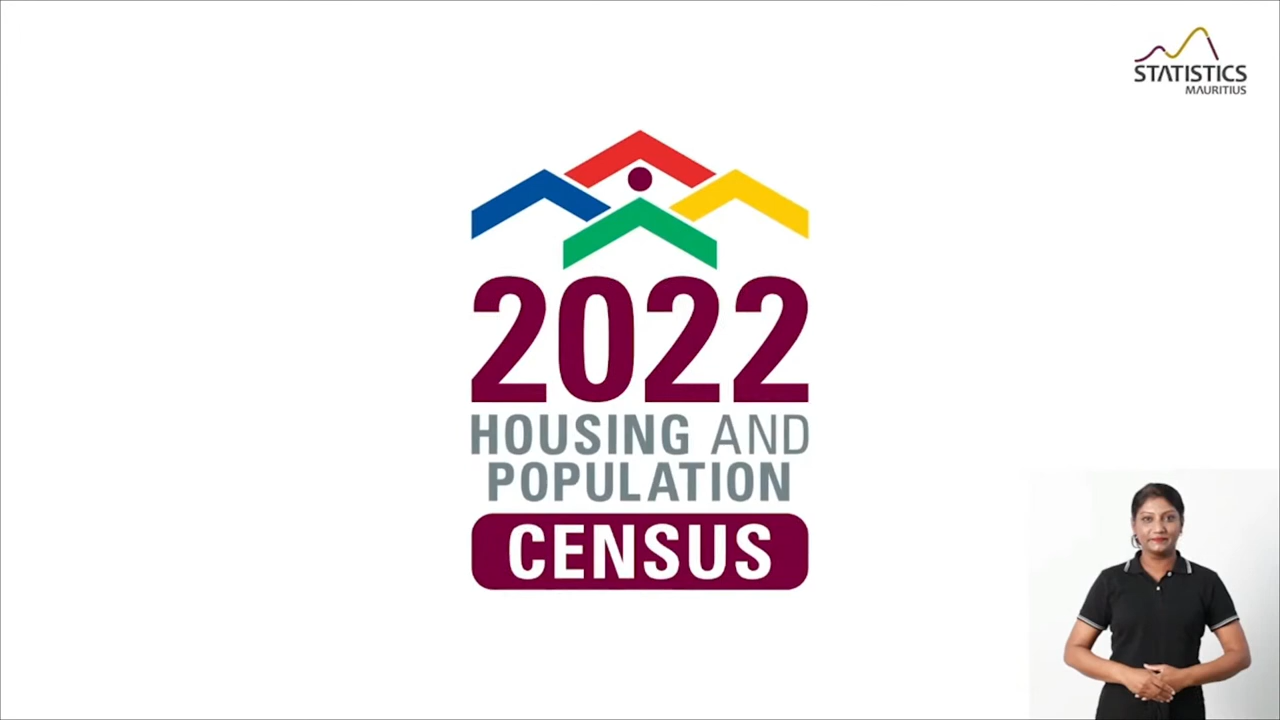 STATISTICS
MAURITIUS
2022
HOUSING AND
POPULATION
CENSUS